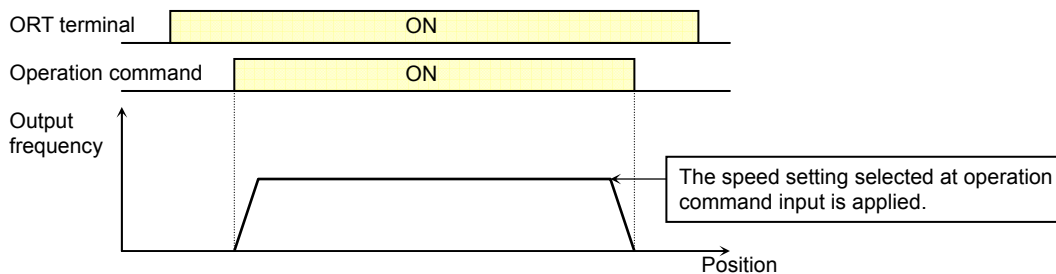 ORT terminal
ON
Operation command
ON
Output
frequency
The speed setting selected at operation
command input is applied.
Position